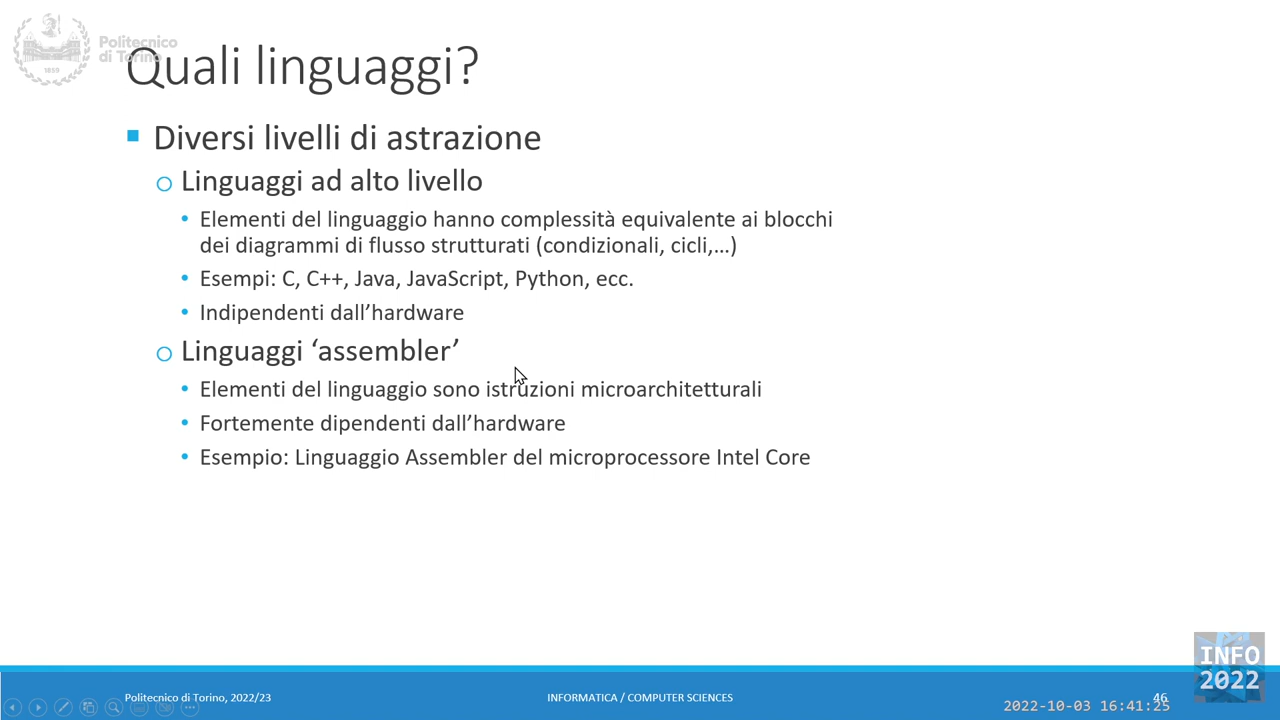 Politecnico
di Torino
1859
Quali linguaggi?
Diversi livelli di astrazione
Linguaggi ad alto livello
Elementi del linguaggio hanno complessità equivalente ai blocchi
dei diagrammi di flusso strutturati (condizionali, cicli,…)
Esempi: C, C++, Java, JavaScript, Python, ecc.
Indipendenti dall’hardware
Linguaggi ‘assembler’
Elementi del linguaggio sono istruzioni microarchitetturali
Fortemente dipendenti dall’hardware
Esempio: Linguaggio Assembler del microprocessore Intel Core
INFO
2022
Politecnico di Torino, 2022/23
INFORMATICA / COMPUTER SCIENCES
46
2022-10-03 16:41:25